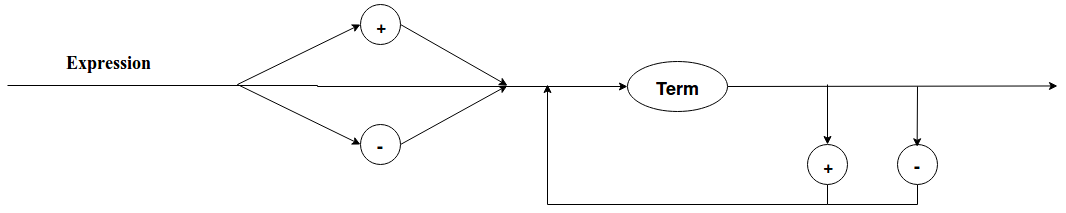 +
Expression
Term
-
+
-